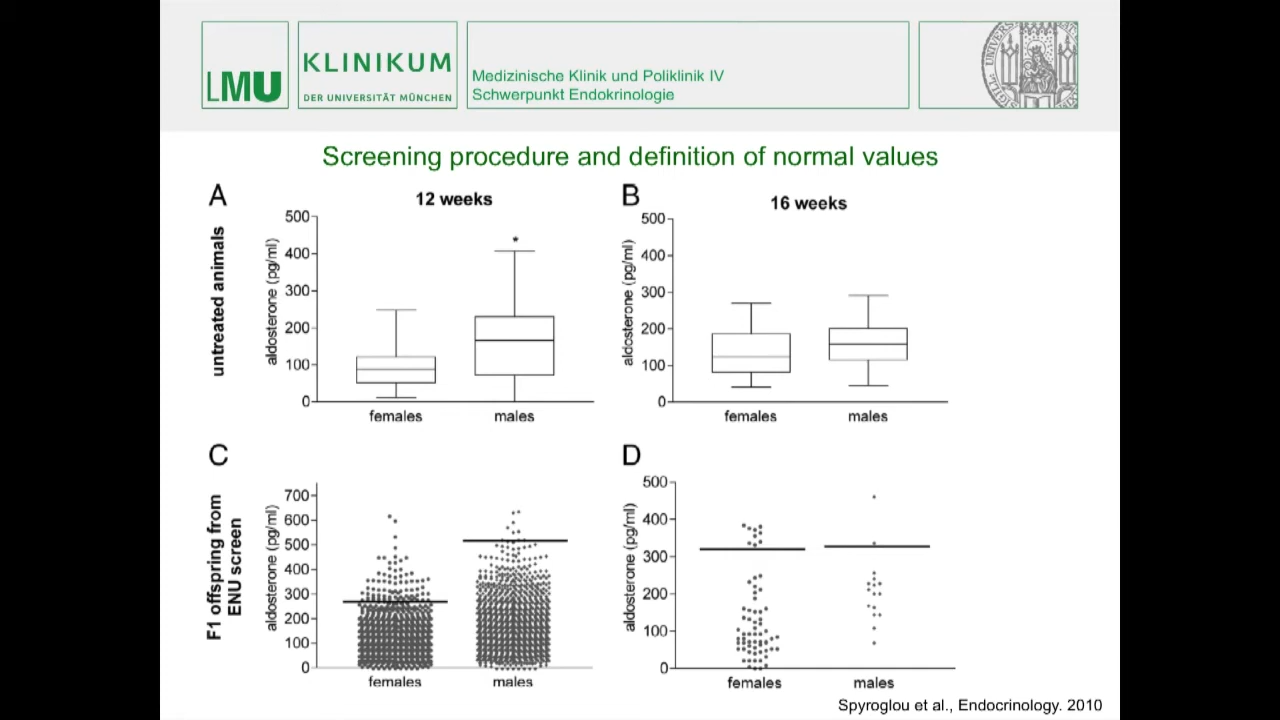 LMU
KLINIKUM
DER UNIVERSITÄT MÜNCHEN
Medizinische Klinik und Poliklinik IV
Schwerpunkt Endokrinologie
Screening procedure and definition of normal values
A
12 weeks
untreated animals
aldosterone (pg/ml)
500
400
300
200
100
0
*
females males
B
16 weeks
aldosterone (pg/ml)
500
400
300
200
100
0
females males
C
F1 offspring from
ENU screen
aldosterone (pg/ml)
700
600
500
400
300
200
100
0
females males
D
aldosterone (pg/ml)
500
400
300
200
100
0
females males
Spyroglou et al., Endocrinology. 2010